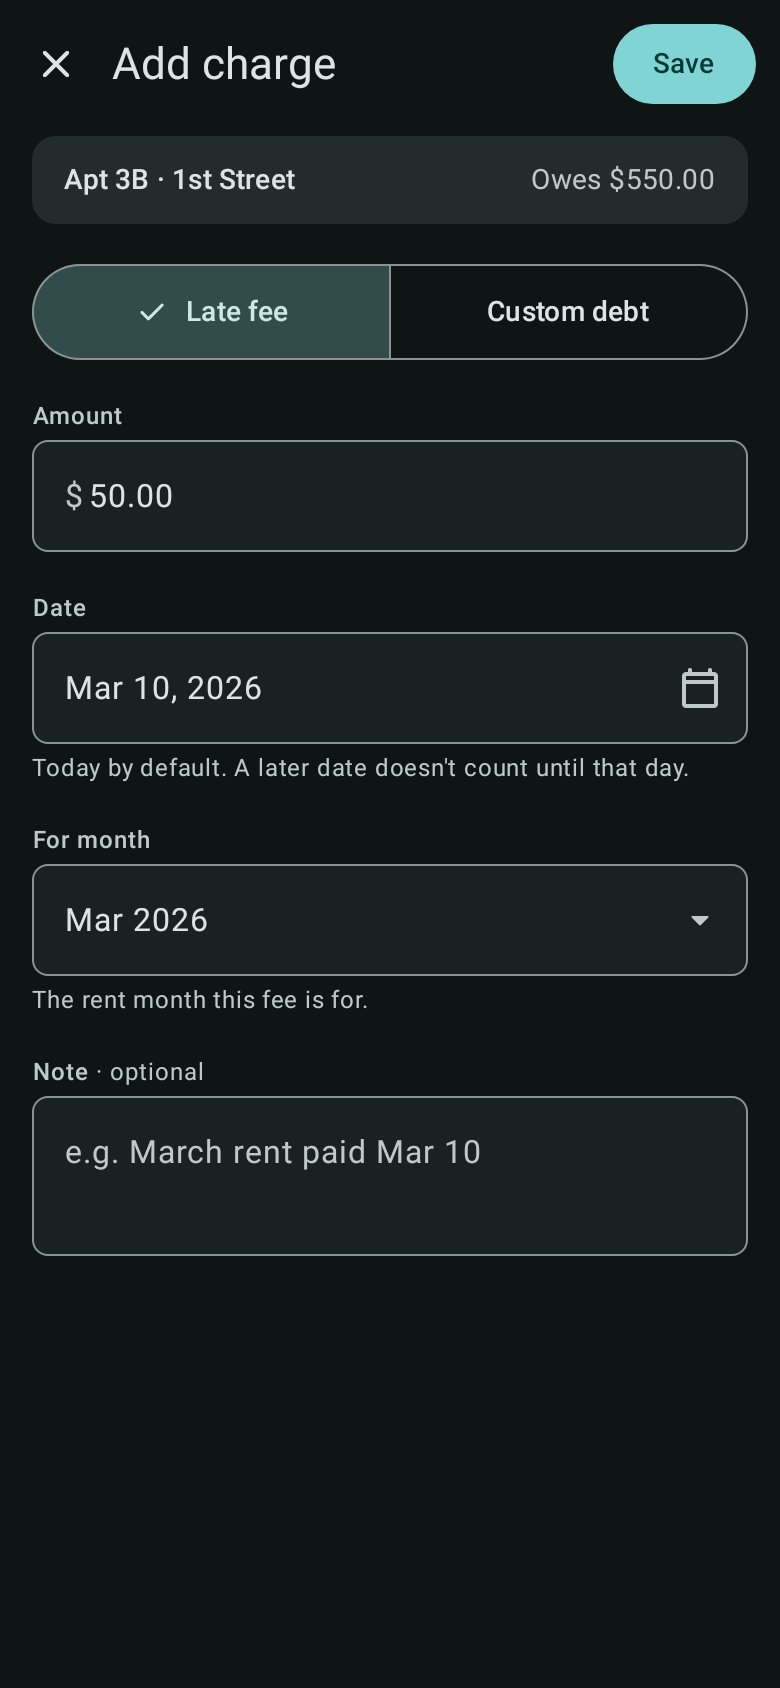 Add charge
Save
Apt 3B · 1st Street
Owes $550.00
Late fee
Custom debt
Amount
$ 50.00
Date
Mar 10, 2026
Today by default. A later date doesn't count until that day.
For month
Mar 2026
The rent month this fee is for.
Note · optional
e.g. March rent paid Mar 10